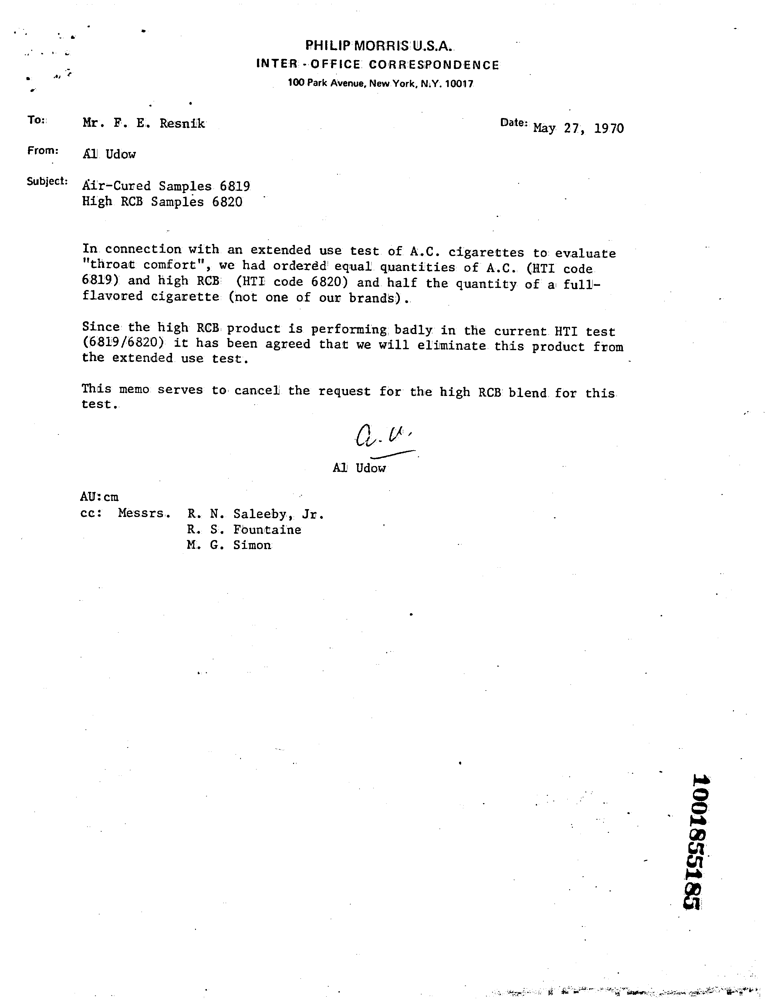 PHILIP MORRIS U.S.A.
INTER - OFFICE CORRESPONDENCE
100 Park Avenue, New York, N.Y. 10017
To: Mr. F. E. Resnik Date: May 27, 1970
From: Al Udow
Subject: Air-Cured Samples 6819
High RCB Samples 6820
In connection with an extended use test of A.C. cigarettes to evaluate
"throat comfort", we had ordered equal quantities of A.C. (HTI code
6819) and high RCB (HTI code 6820) and half the quantity of a full-
flavored cigarette (not one of our brands).
Since the high RCB product is performing badly in the current HTI test
(6819/6820) it has been agreed that we will eliminate this product from
the extended use test.
This memo serves to cancel the request for the high RCB blend for this
test.
a.u.
Al Udow
AU:cm
cc: Messrs. R. N. Saleeby, Jr.
R. S. Fountaine
M. G. Simon
1001855185